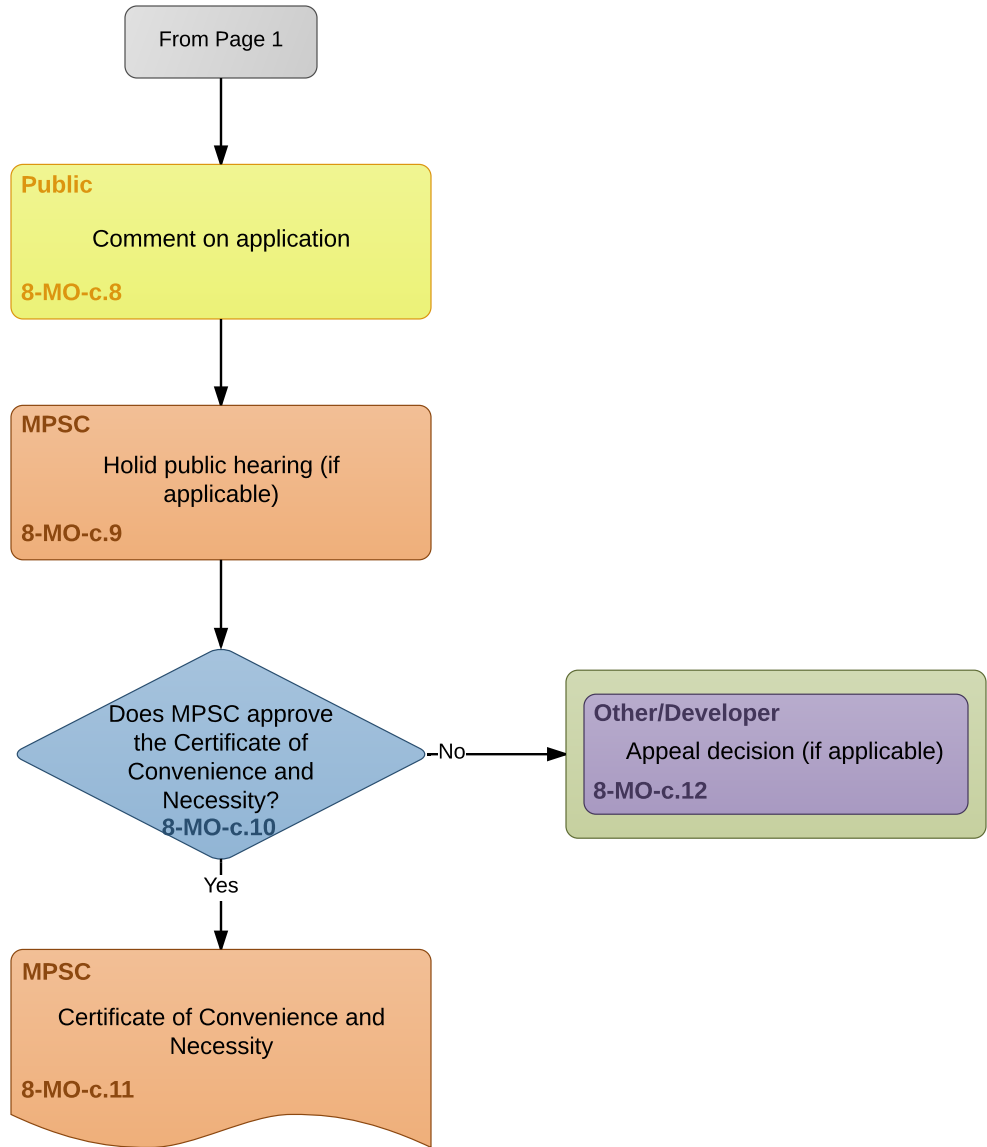 From Page 1
Public
Comment on application
8-MO-c.8
MPSC
Holid public hearing (if
applicable)
8-MO-c.9
Does MPSC approve
the Certificate of
Convenience and
Necessity?
8-MO-c.10
No
Other/Developer
Appeal decision (if applicable)
8-MO-c.12
Yes
MPSC
Certificate of Convenience and
Necessity
8-MO-c.11